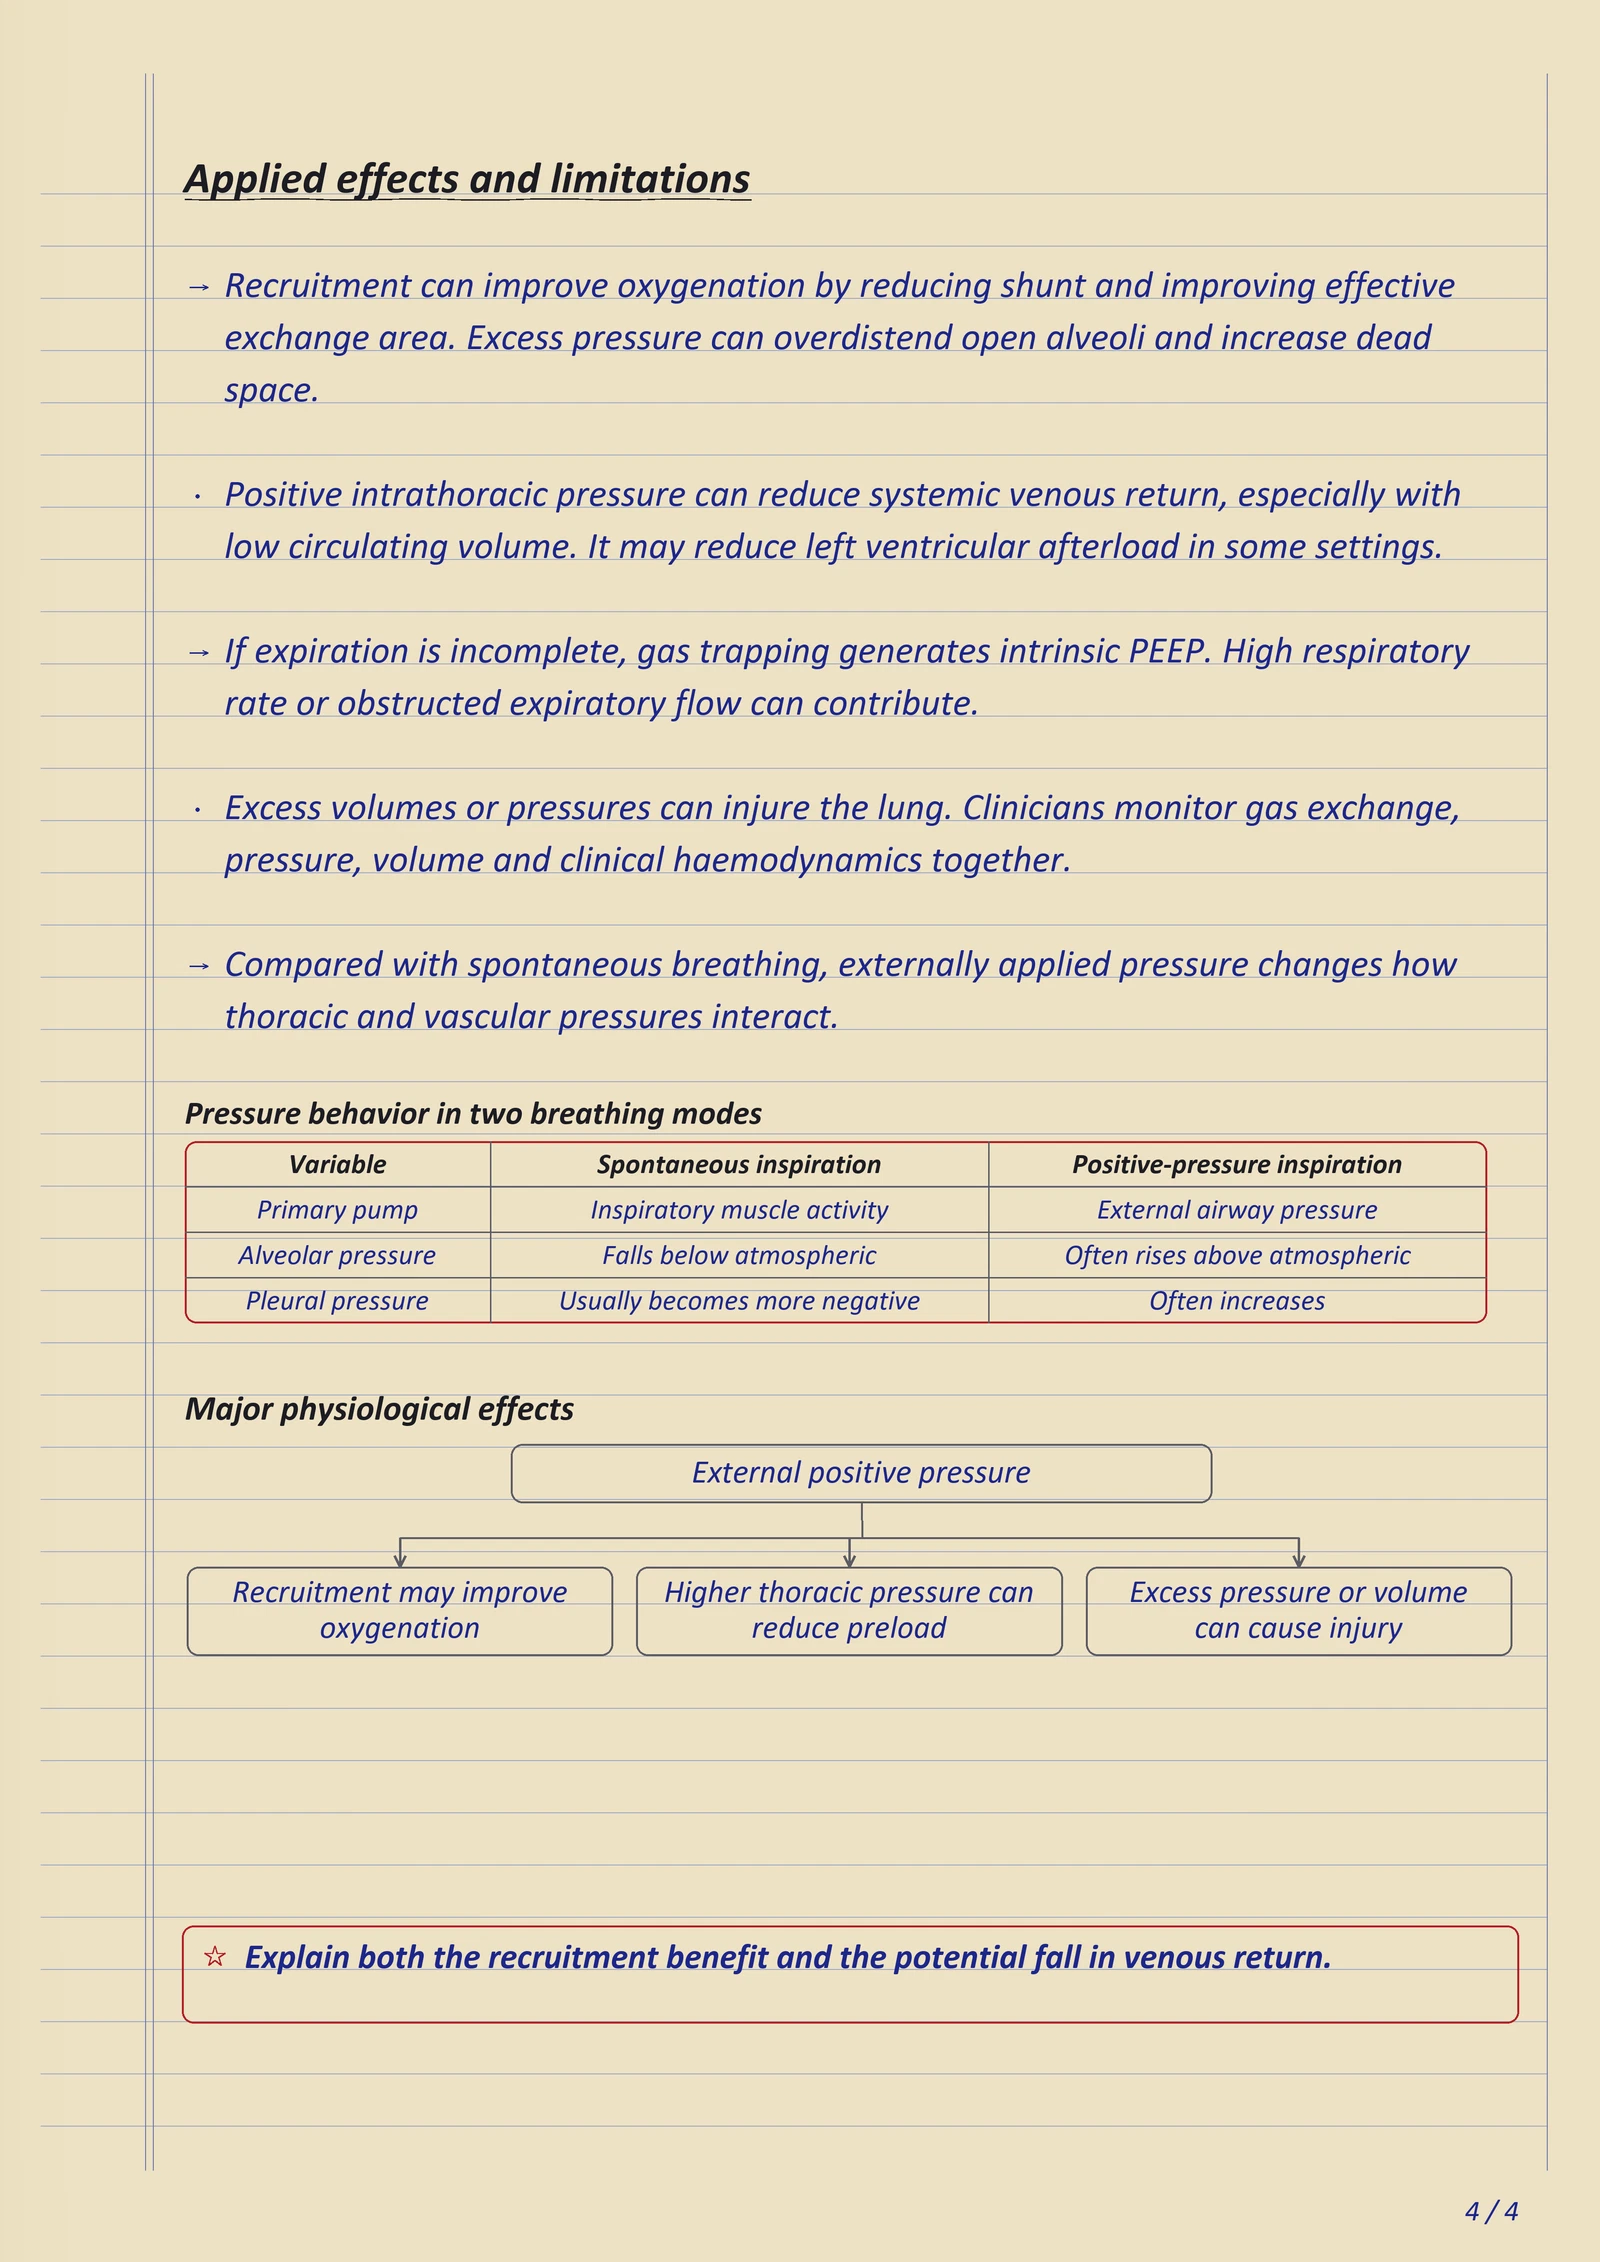 Applied effects and limitations
→ Recruitment can improve oxygenation by reducing shunt and improving effective
exchange area. Excess pressure can overdistend open alveoli and increase dead
space.
· Positive intrathoracic pressure can reduce systemic venous return, especially with
low circulating volume. It may reduce left ventricular afterload in some settings.
→ If expiration is incomplete, gas trapping generates intrinsic PEEP. High respiratory
rate or obstructed expiratory flow can contribute.
· Excess volumes or pressures can injure the lung. Clinicians monitor gas exchange,
pressure, volume and clinical haemodynamics together.
→ Compared with spontaneous breathing, externally applied pressure changes how
thoracic and vascular pressures interact.
Pressure behavior in two breathing modes
Variable Spontaneous inspiration Positive-pressure inspiration
Primary pump Inspiratory muscle activity External airway pressure
Alveolar pressure Falls below atmospheric Often rises above atmospheric
Pleural pressure Usually becomes more negative Often increases
Major physiological effects
External positive pressure
Recruitment may improve
oxygenation
Higher thoracic pressure can
reduce preload
Excess pressure or volume
can cause injury
☆ Explain both the recruitment benefit and the potential fall in venous return.
4 / 4